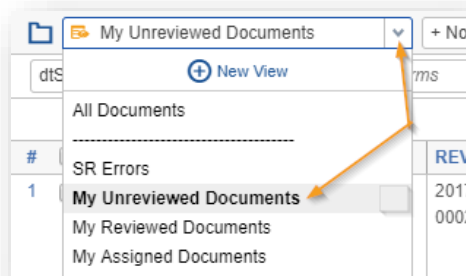 My Unreviewed Documents
+ No
dtS
New View
rms
All Documents
--------------------------------------
# REV
SR Errors
1 My Unreviewed Documents 2017
My Reviewed Documents 000
My Assigned Documents